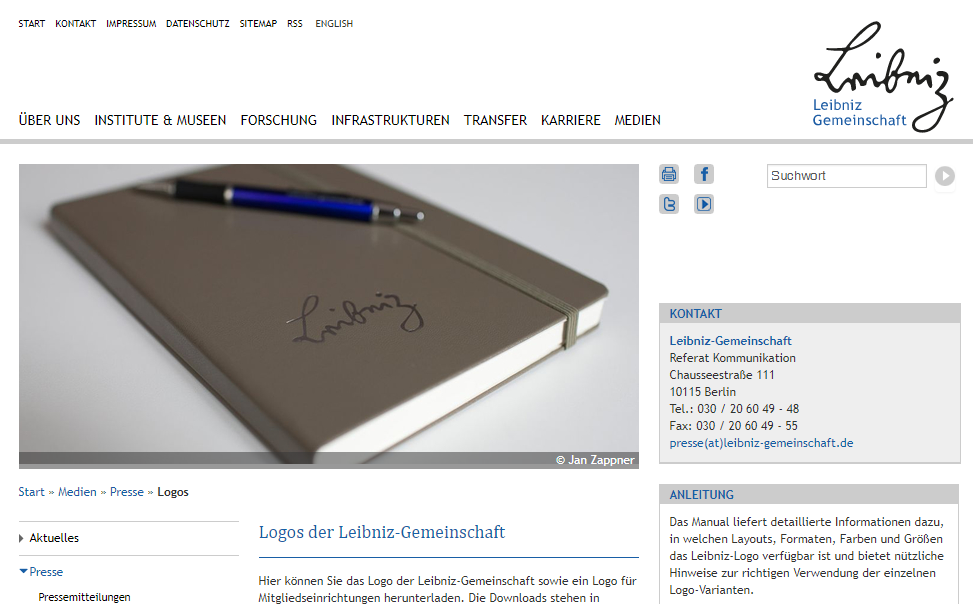 START KONTAKT IMPRESSUM DATENSCHUTZ SITEMAP RSS ENGLISH
Leibniz
Leibniz
Gemeinschaft
ÜBER UNS INSTITUTE & MUSEEN FORSCHUNG INFRASTRUKTUREN TRANSFER KARRIERE MEDIEN
Suchwort
Leibniz
© Jan Zappner
KONTAKT
Leibniz-Gemeinschaft
Referat Kommunikation
Chausseestraße 111
10115 Berlin
Tel.: 030 / 20 60 49 - 48
Fax: 030 / 20 60 49 - 55
presse(at)leibniz-gemeinschaft.de
Start » Medien » Presse » Logos
Aktuelles
Presse
Pressemitteilungen
Logos der Leibniz-Gemeinschaft
Hier können Sie das Logo der Leibniz-Gemeinschaft sowie ein Logo für
Mitgliedseinrichtungen herunterladen. Die Downloads stehen in
ANLEITUNG
Das Manual liefert detaillierte Informationen dazu,
in welchen Layouts, Formaten, Farben und Größen
das Leibniz-Logo verfügbar ist und bietet nützliche
Hinweise zur richtigen Verwendung der einzelnen
Logo-Varianten.